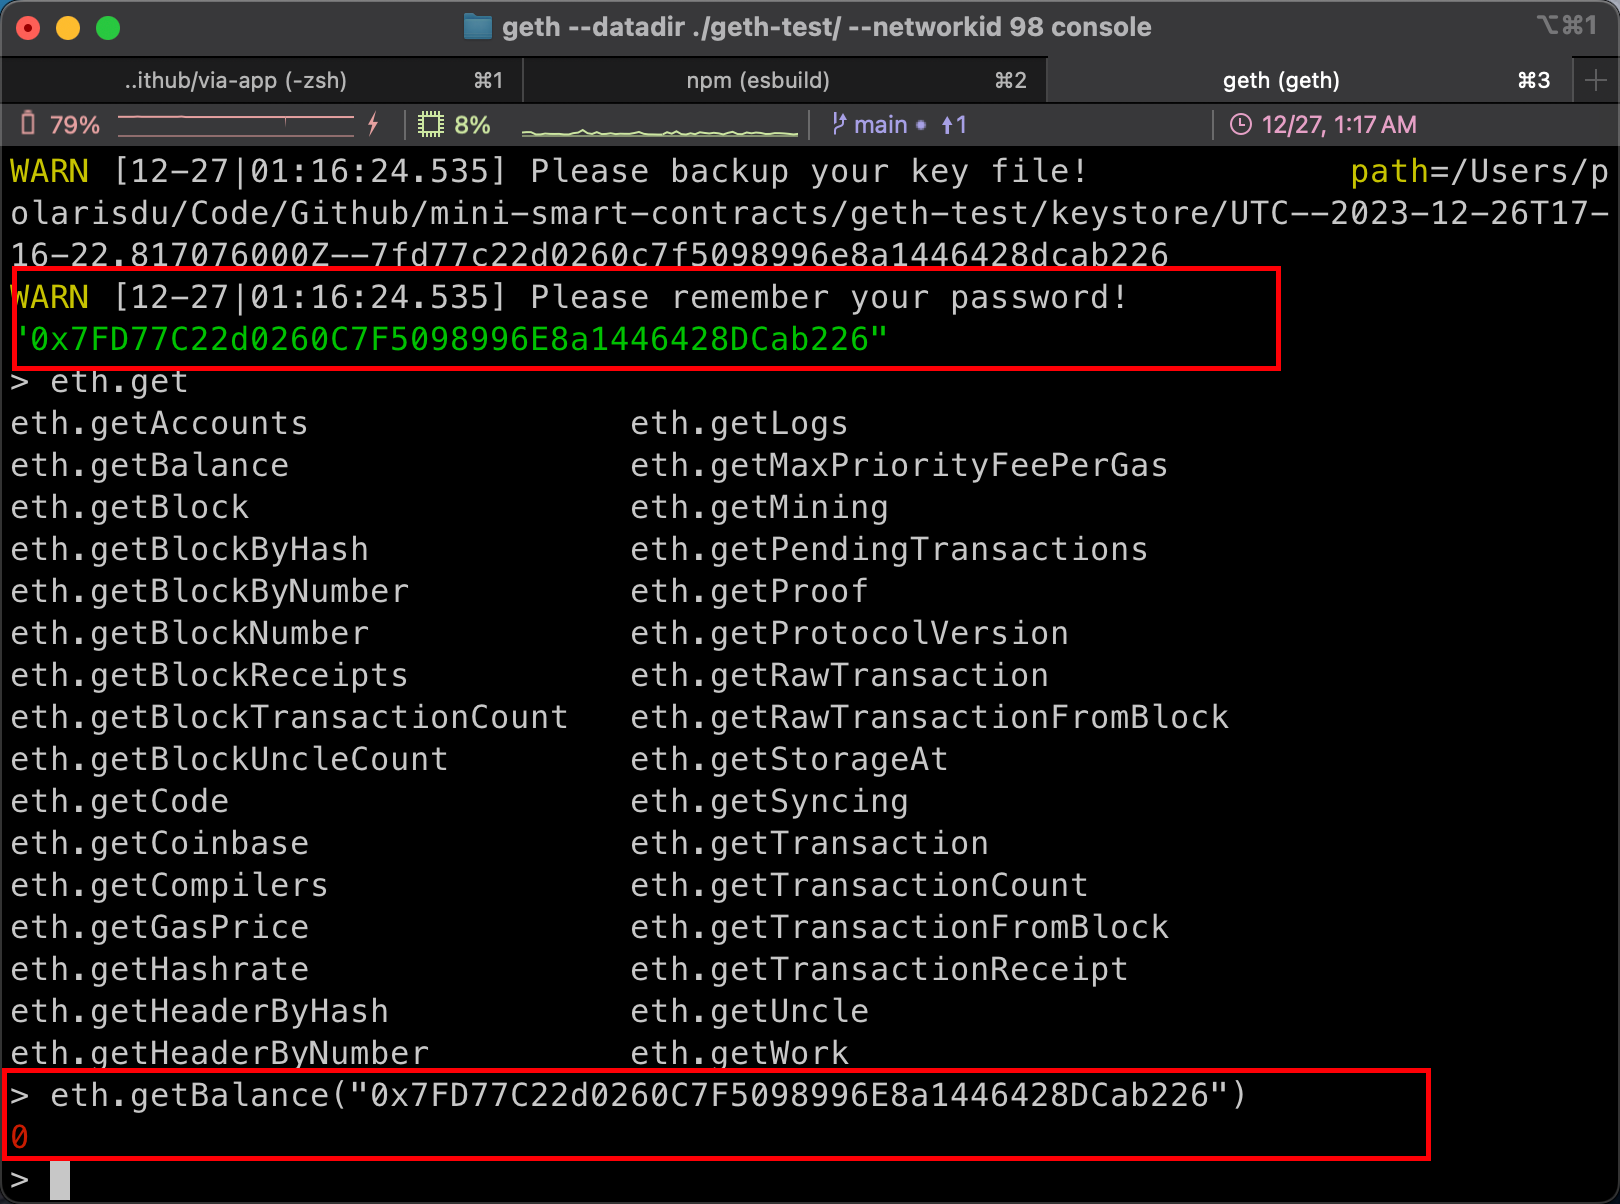 geth --datadir ./geth-test/ --networkid 98 console
⌥⌘1
..ithub/via-app (-zsh) ⌘1
npm (esbuild) ⌘2
geth (geth) ⌘3
79% 8% main • ↑1 12/27, 1:17 AM
WARN [12-27|01:16:24.535] Please backup your key file! path=/Users/p
olarisdu/Code/Github/mini-smart-contracts/geth-test/keystore/UTC--2023-12-26T17-
16-22.817076000Z--7fd77c22d0260c7f5098996e8a1446428dcab226
WARN [12-27|01:16:24.535] Please remember your password!
"0x7FD77C22d0260C7F5098996E8a1446428DCab226"
> eth.get
eth.getAccounts eth.getLogs
eth.getBalance eth.getMaxPriorityFeePerGas
eth.getBlock eth.getMining
eth.getBlockByHash eth.getPendingTransactions
eth.getBlockByNumber eth.getProof
eth.getBlockNumber eth.getProtocolVersion
eth.getBlockReceipts eth.getRawTransaction
eth.getBlockTransactionCount eth.getRawTransactionFromBlock
eth.getBlockUncleCount eth.getStorageAt
eth.getCode eth.getSyncing
eth.getCoinbase eth.getTransaction
eth.getCompilers eth.getTransactionCount
eth.getGasPrice eth.getTransactionFromBlock
eth.getHashrate eth.getTransactionReceipt
eth.getHeaderByHash eth.getUncle
eth.getHeaderByNumber eth.getWork
> eth.getBalance("0x7FD77C22d0260C7F5098996E8a1446428DCab226")
0
>